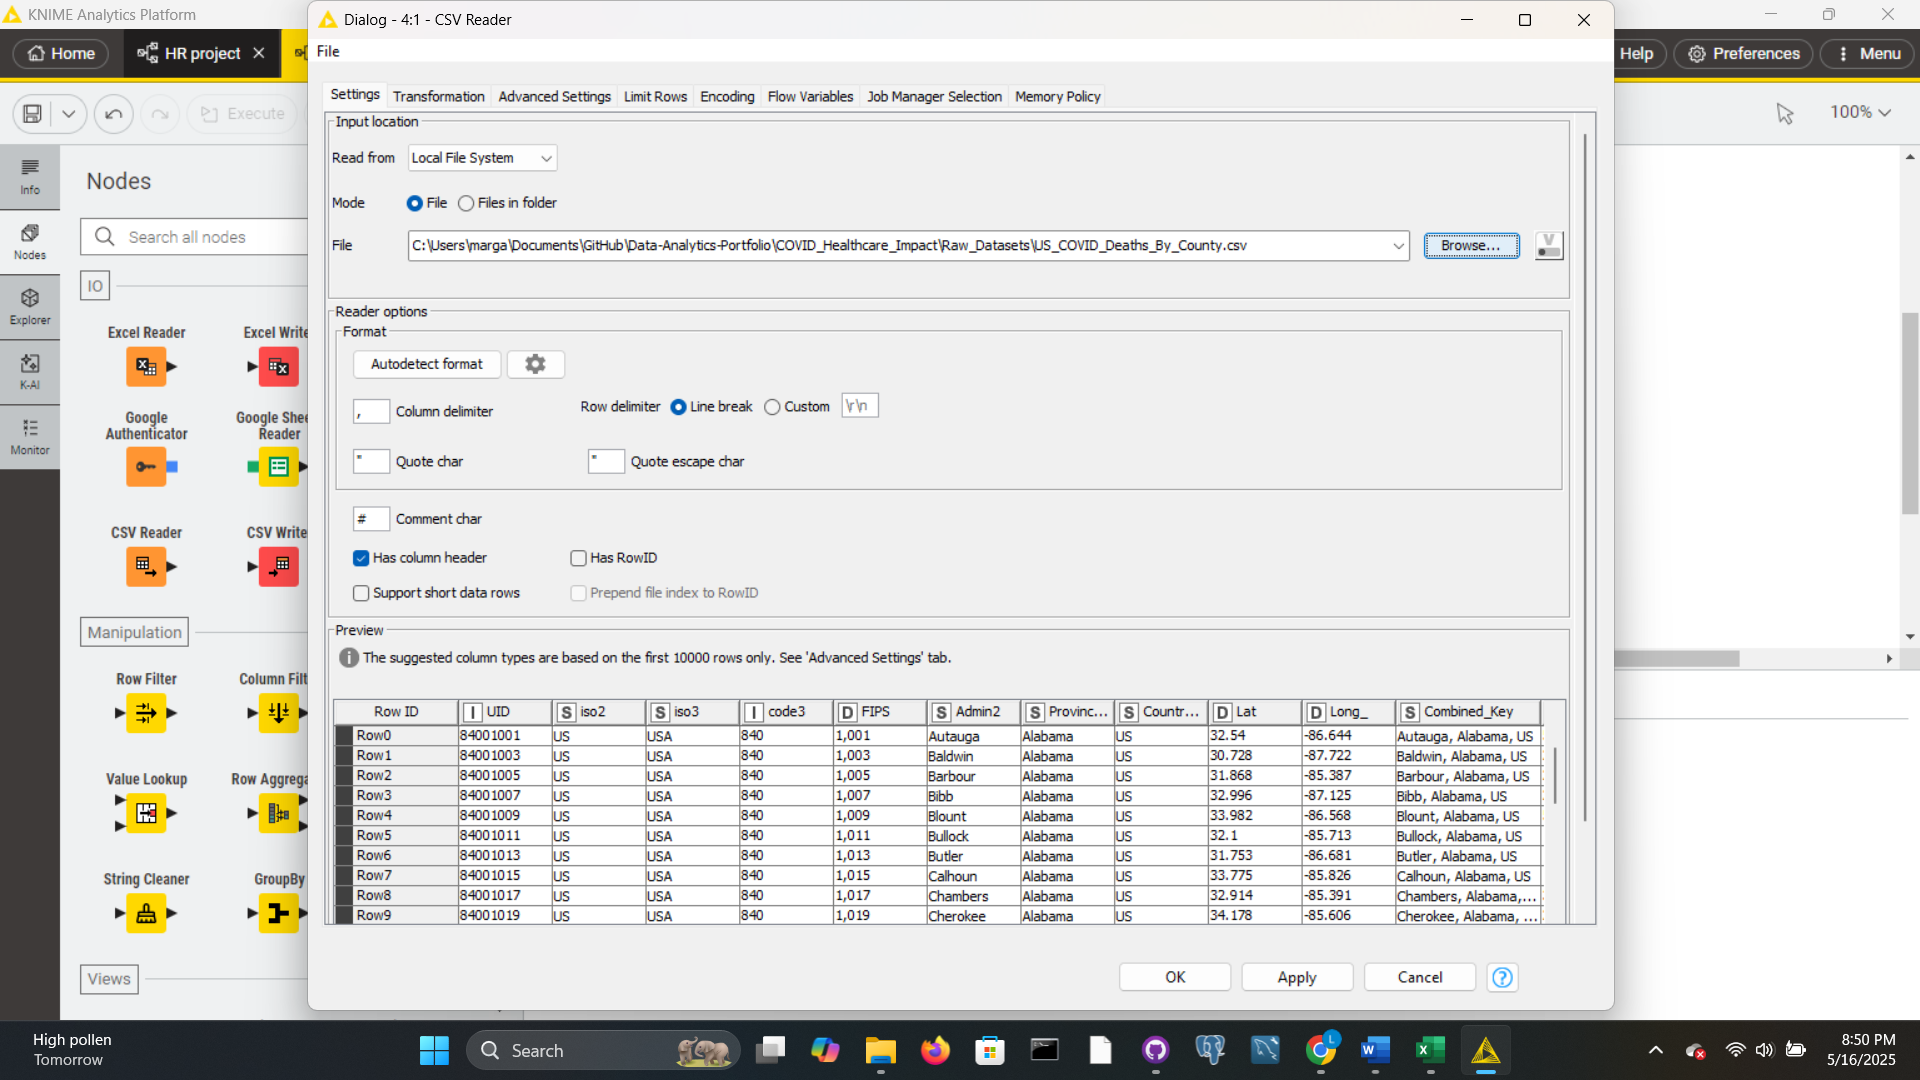 KNIME Analytics Platform
Dialog - 4:1 - CSV Reader
File
Home
HR project
Help
Preferences
Menu
Execute
100%
Settings
Transformation
Advanced Settings
Limit Rows
Encoding
Flow Variables
Job Manager Selection
Memory Policy
Input location
Read from
Local File System
Mode
File
Files in folder
File
C:\Users\marga\Documents\GitHub\Data-Analytics-Portfolio\COVID_Healthcare_Impact\Raw_Datasets\US_COVID_Deaths_By_County.csv
Browse...
V
Reader options
Format
Autodetect format
,
Column delimiter
Row delimiter
Line break
Custom
\r\n
"
Quote char
"
Quote escape char
#
Comment char
Has column header
Has RowID
Support short data rows
Prepend file index to RowID
Preview
The suggested column types are based on the first 10000 rows only. See 'Advanced Settings' tab.
Row ID I UID S iso2 S iso3 I code3 D FIPS S Admin2 S Provinc... S Countr... D Lat D Long_ S Combined_Key
Row0 84001001 US USA 840 1,001 Autauga Alabama US 32.54 -86.644 Autauga, Alabama, US
Row1 84001003 US USA 840 1,003 Baldwin Alabama US 30.728 -87.722 Baldwin, Alabama, US
Row2 84001005 US USA 840 1,005 Barbour Alabama US 31.868 -85.387 Barbour, Alabama, US
Row3 84001007 US USA 840 1,007 Bibb Alabama US 32.996 -87.125 Bibb, Alabama, US
Row4 84001009 US USA 840 1,009 Blount Alabama US 33.982 -86.568 Blount, Alabama, US
Row5 84001011 US USA 840 1,011 Bullock Alabama US 32.1 -85.713 Bullock, Alabama, US
Row6 84001013 US USA 840 1,013 Butler Alabama US 31.753 -86.681 Butler, Alabama, US
Row7 84001015 US USA 840 1,015 Calhoun Alabama US 33.775 -85.826 Calhoun, Alabama, US
Row8 84001017 US USA 840 1,017 Chambers Alabama US 32.914 -85.391 Chambers, Alabama,...
Row9 84001019 US USA 840 1,019 Cherokee Alabama US 34.178 -85.606 Cherokee, Alabama, ...
OK
Apply
Cancel
?
Info
Nodes
Explorer
K-AI
Monitor
Nodes
Search all nodes
IO
Excel Reader
Excel Write
Google
Authenticator
Google Shee
Reader
CSV Reader
CSV Write
Manipulation
Row Filter
Column Filt
Value Lookup
Row Aggrega
String Cleaner
GroupBy
Views
High pollen
Tomorrow
Search
8:50 PM
5/16/2025